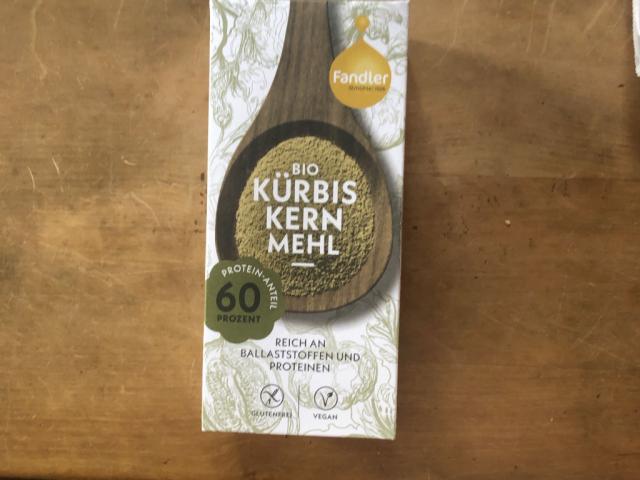 Fandler
BIO
KÜRBIS
KERN
MEHL
PROTEIN-ANTEIL
60
PROZENT
REICH AN
BALLASTSTOFFEN UND
PROTEINEN
GLUTENFREI
VEGAN